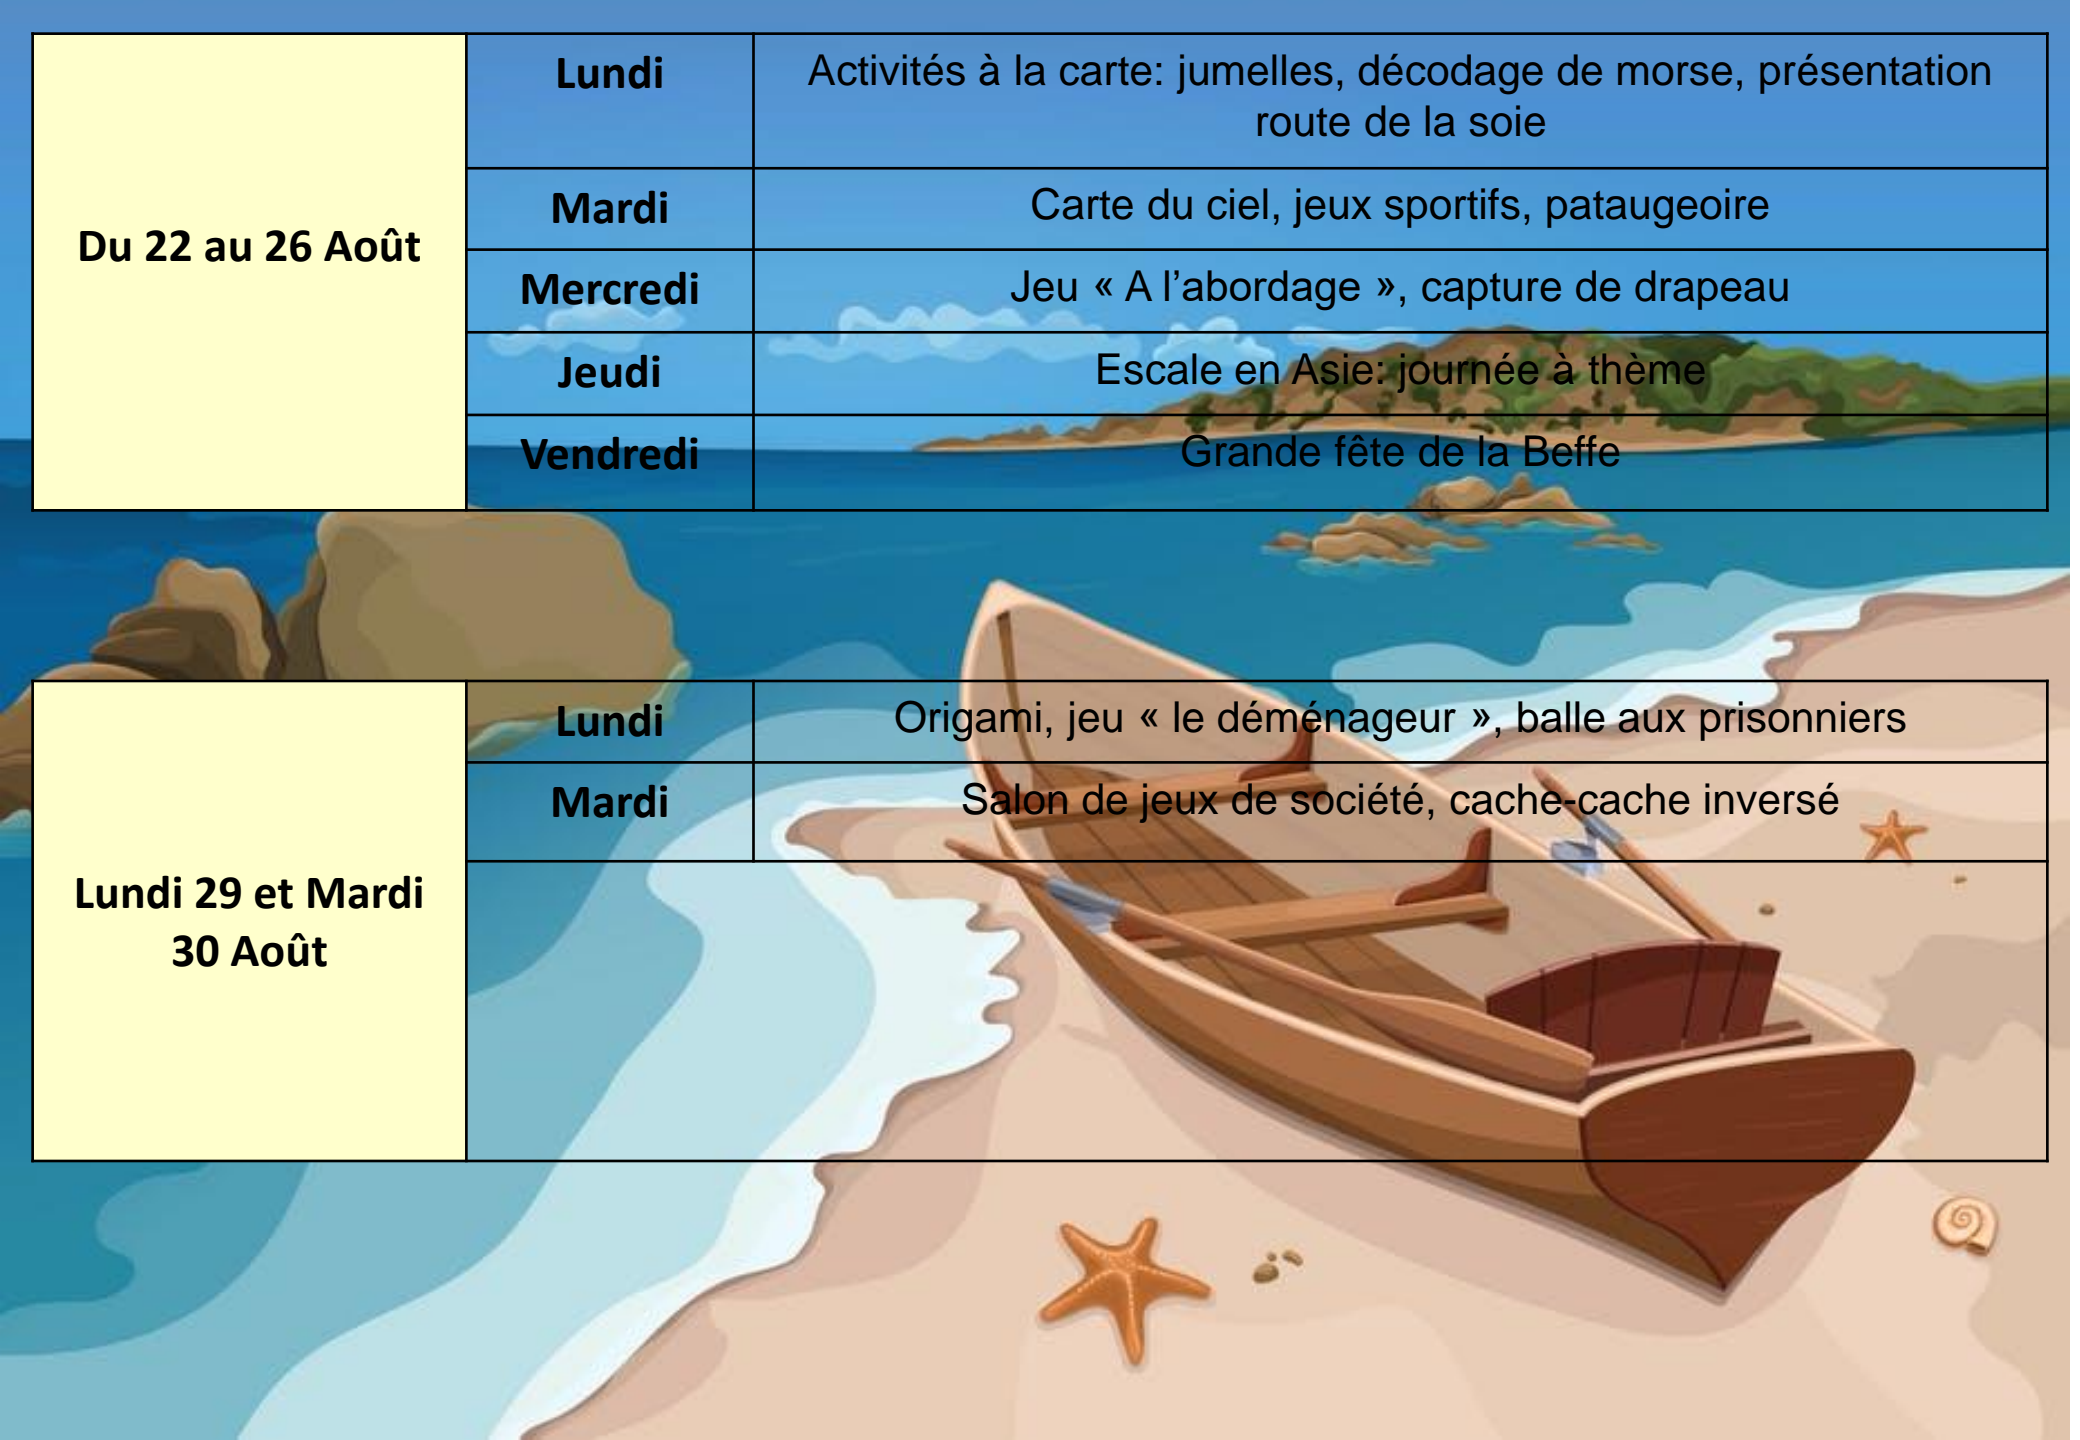 Du 22 au 26 Août
Lundi
Activités à la carte: jumelles, décodage de morse, présentation
route de la soie
Mardi
Carte du ciel, jeux sportifs, pataugeoire
Mercredi
Jeu « A l’abordage », capture de drapeau
Jeudi
Escale en Asie: journée à thème
Vendredi
Grande fête de la Beffe
Lundi 29 et Mardi
30 Août
Lundi
Origami, jeu « le déménageur », balle aux prisonniers
Mardi
Salon de jeux de société, cache-cache inversé